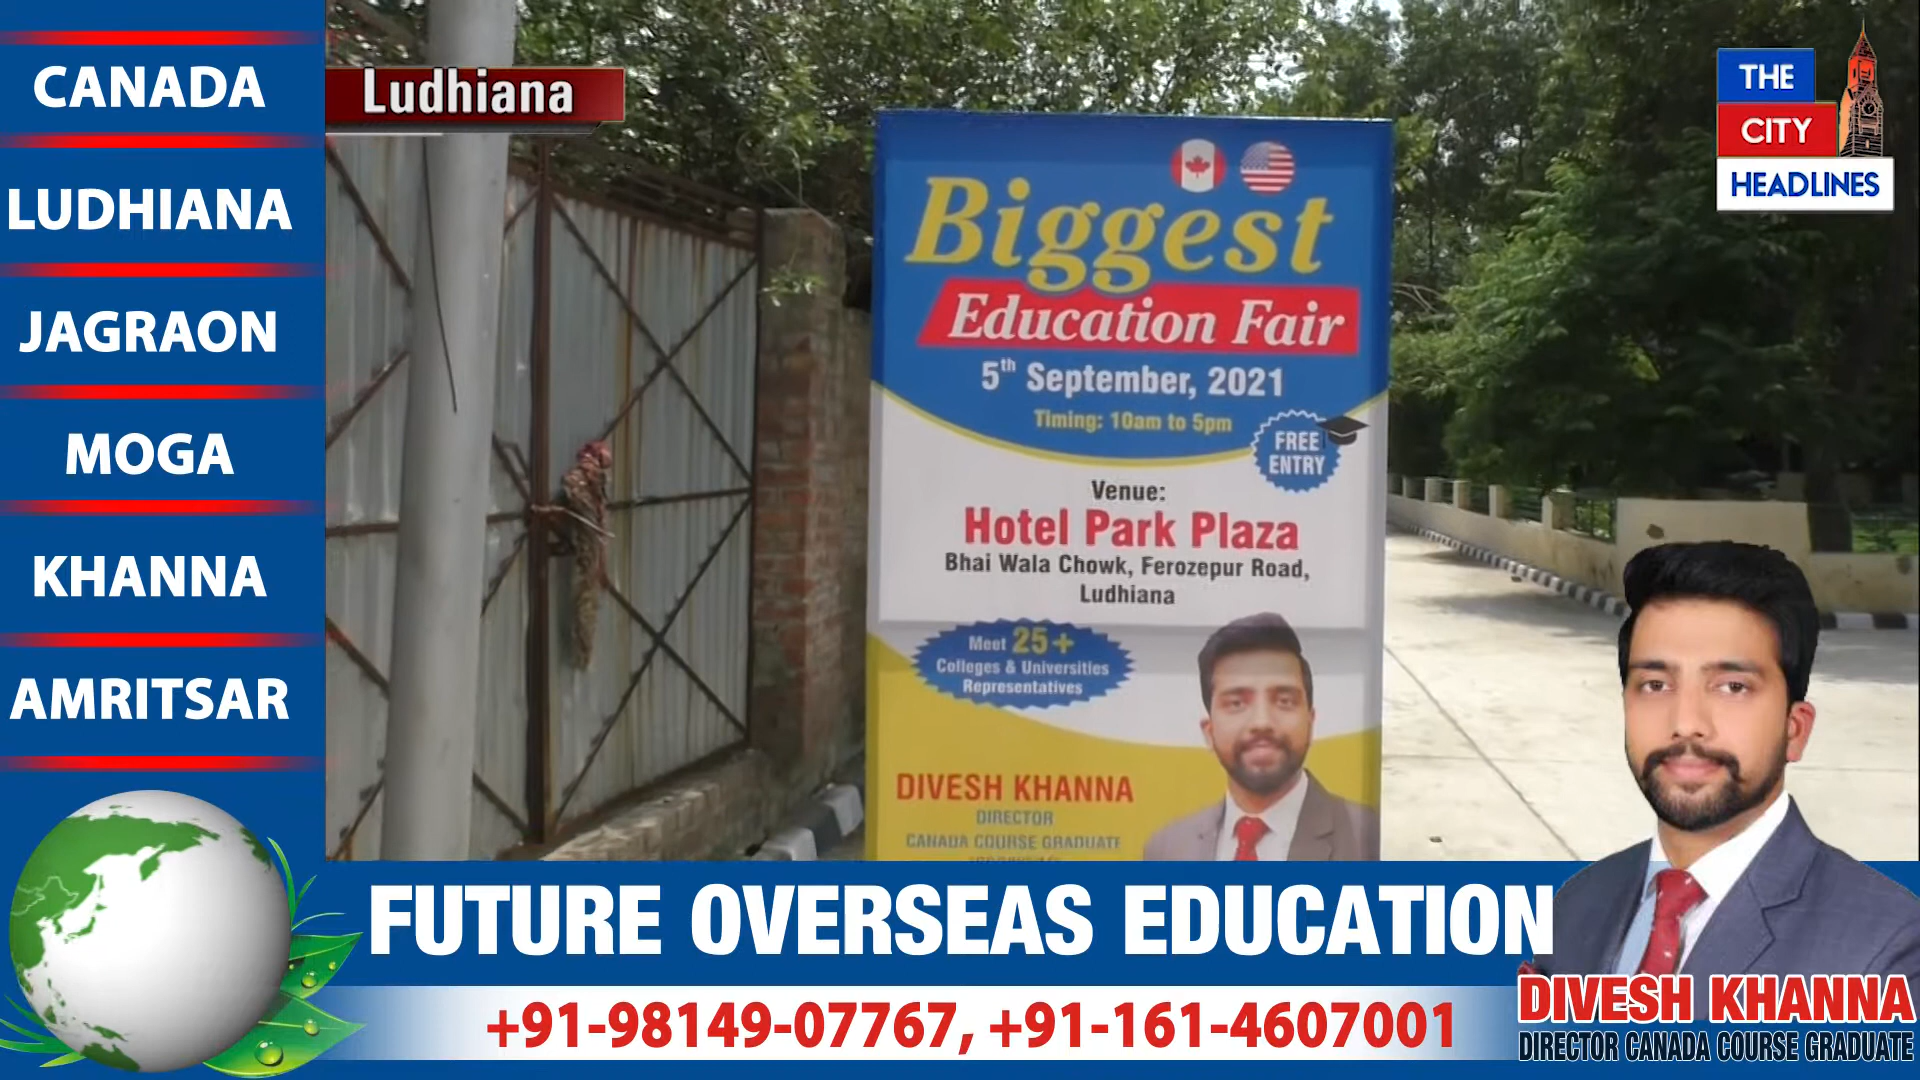 CANADA
LUDHIANA
JAGRAON
MOGA
KHANNA
AMRITSAR
Ludhiana
THE
CITY
HEADLINES
Biggest
Education Fair
5th September, 2021
Timing: 10am to 5pm
FREE
ENTRY
Venue:
Hotel Park Plaza
Bhai Wala Chowk, Ferozepur Road,
Ludhiana
Meet 25+
Colleges & Universities
Representatives
DIVESH KHANNA
DIRECTOR
CANADA COURSE GRADUATE
FUTURE OVERSEAS EDUCATION
+91-98149-07767, +91-161-4607001
DIVESH KHANNA
DIRECTOR CANADA COURSE GRADUATE